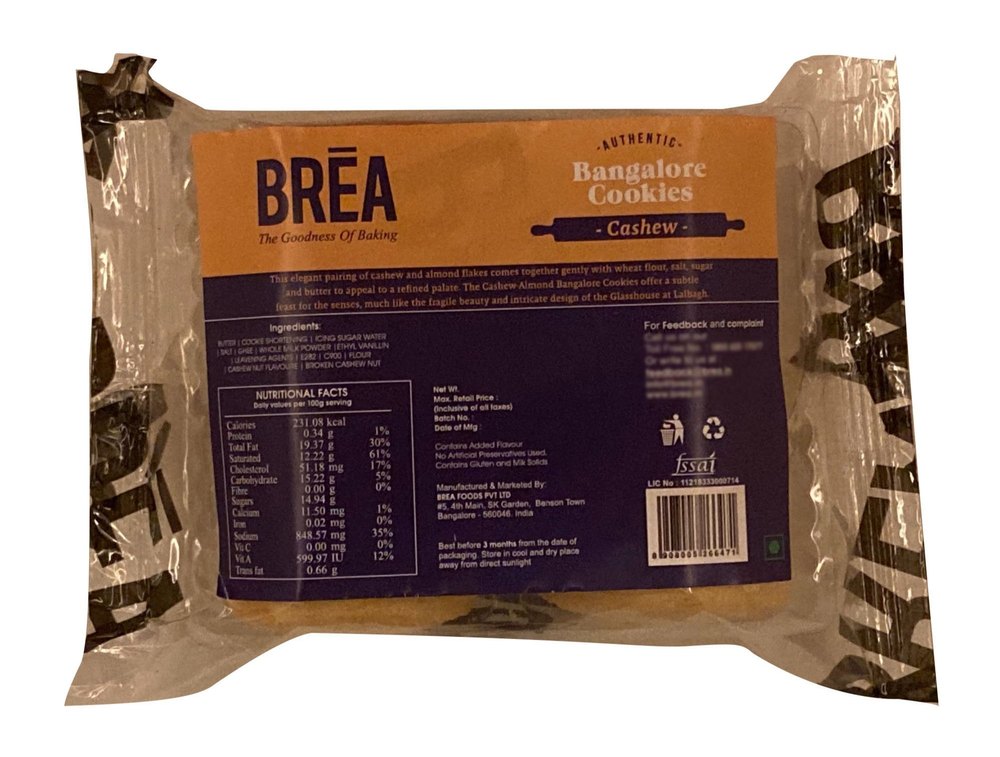 BRĒA
The Goodness Of Baking
-AUTHENTIC-
Bangalore
Cookies
- Cashew -
This elegant pairing of cashew and almond flakes comes together gently with wheat flour, salt, sugar
and butter to appeal to a refined palate. The Cashew-Almond Bangalore Cookies offer a subtle
feast for the senses, much like the fragile beauty and intricate design of the Glasshouse at Lalbagh.
Ingredients:
BUTTER | COOKIE SHORTENING | ICING SUGAR WATER
| SALT | GHEE | WHOLE MILK POWDER | ETHYL VANILLIN
| LEAVENING AGENTS | E282 | C900 | FLOUR
| CASHEW NUT FLAVOURE | BROKEN CASHEW NUT
NUTRITIONAL FACTS
Daily values per 100g serving
Calories 231.08 kcal
Protein 0.34 g 1%
Total Fat 19.37 g 30%
Saturated 12.22 g 61%
Cholesterol 51.18 mg 17%
Carbohydrate 15.22 g 5%
Fibre 0.00 g 0%
Sugars 14.94 g
Calcium 11.50 mg 1%
Iron 0.02 mg 0%
Sodium 848.57 mg 35%
Vit C 0.00 mg 0%
Vit A 599.97 IU 12%
Trans fat 0.66 g
Net Wt.
Max. Retail Price :
(Inclusive of all taxes)
Batch No. :
Date of Mfg :
Contains Added Flavour
No Artificial Preservatives Used.
Contains Gluten and Milk Solids
Manufactured & Marketed By:
BREA FOODS PVT LTD
#5, 4th Main, SK Garden, Benson Town
Bangalore - 560046. India
Best before 3 months from the date of
packaging. Store in cool and dry place
away from direct sunlight
For Feedback and complaint
fssai
LIC No : 11218333000714
8 909005 366471